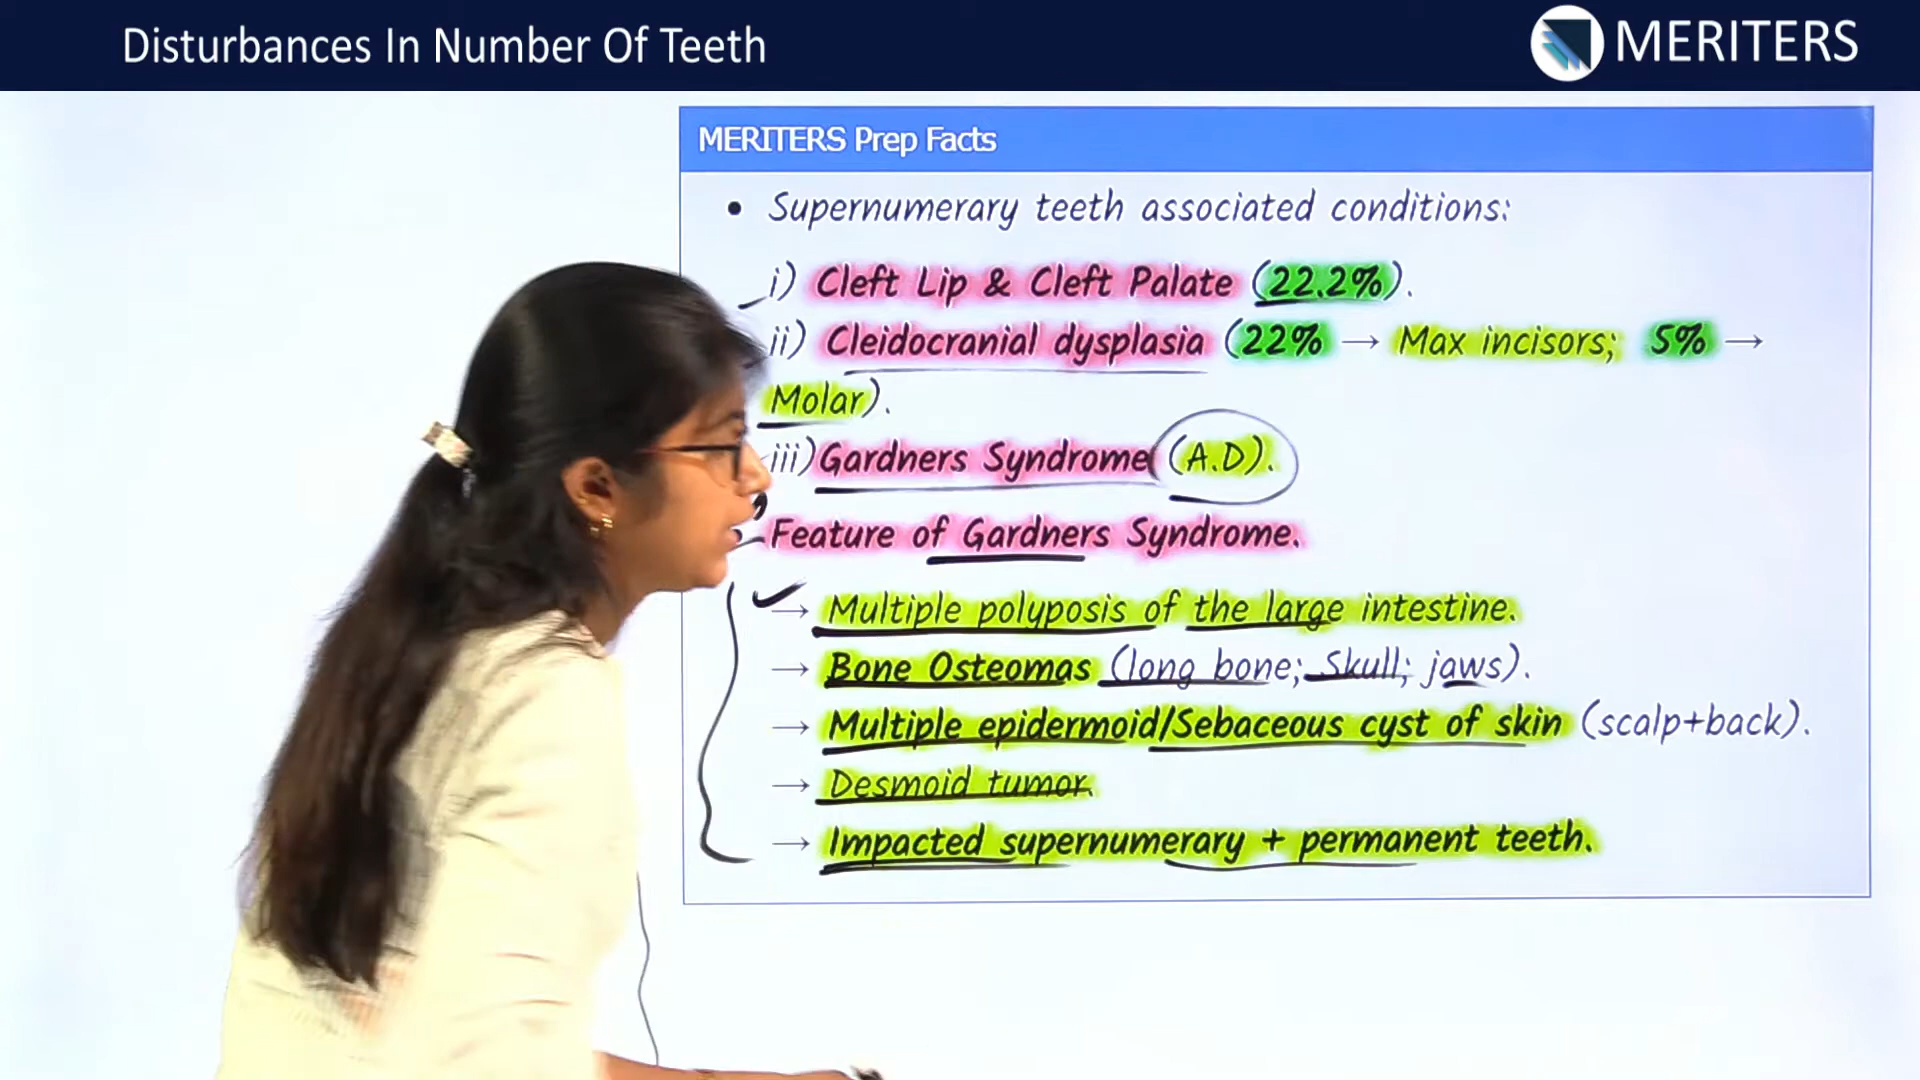 Disturbances In Number Of Teeth
MERITERS
MERITERS Prep Facts
• Supernumerary teeth associated conditions:
i) Cleft Lip & Cleft Palate (22.2%).
ii) Cleidocranial dysplasia (22% → Max incisors; 5% →
Molar).
iii) Gardners Syndrome (A.D).
Feature of Gardners Syndrome.
→ Multiple polyposis of the large intestine.
→ Bone Osteomas (long bone; Skull; jaws).
→ Multiple epidermoid/Sebaceous cyst of skin (scalp+back).
→ Desmoid tumor.
→ Impacted supernumerary + permanent teeth.